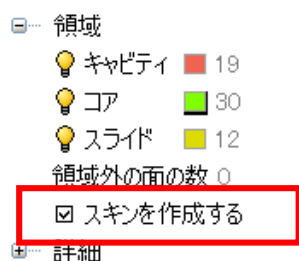 領域
キャビティ 19
コア 30
スライド 12
領域外の面の数 0
スキンを作成する
詳細